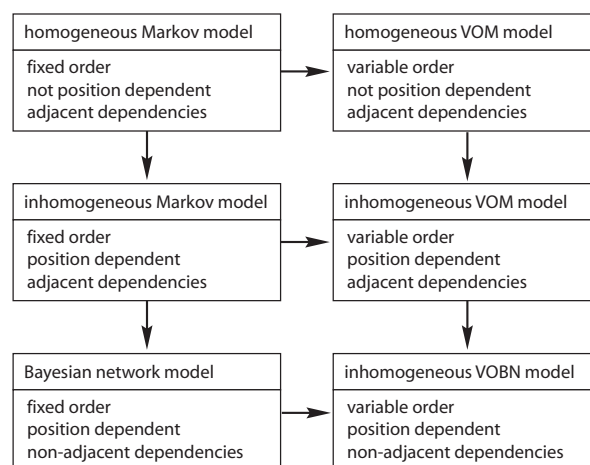 homogeneous Markov model
fixed order
not position dependent
adjacent dependencies
homogeneous VOM model
variable order
not position dependent
adjacent dependencies
inhomogeneous Markov model
fixed order
position dependent
adjacent dependencies
inhomogeneous VOM model
variable order
position dependent
adjacent dependencies
Bayesian network model
fixed order
position dependent
non-adjacent dependencies
inhomogeneous VOBN model
variable order
position dependent
non-adjacent dependencies